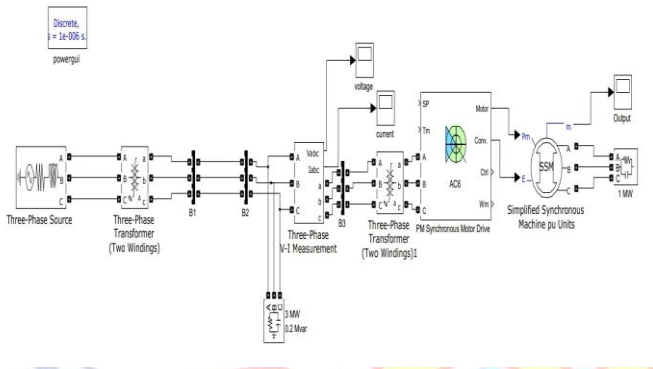 Discrete,
s = 1e-006 s.
powergui
voltage
current
Output
A A a
B B b
C C c
Three-Phase Source
Three-Phase
Transformer
(Two Windings)
B1
B2
A
B
C
Vabc
Iabc
a
b
c
Three-Phase
V-I Measurement
B3
A a
B b
C c
Three-Phase
Transformer
(Two Windings)1
SP
Tm
A
B
C
Motor
Conv.
Ctrl
Wm
AC6
PM Synchronous Motor Drive
Pm
E
SSM
m
A
B
C
Simplified Synchronous
Machine pu Units
A
B
C
1 MW
A B C
3 MW
0.2 Mvar